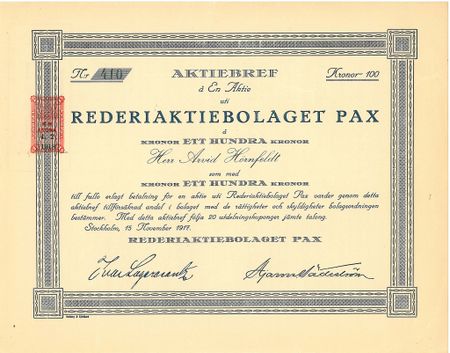 Nr 410 AKTIEBREF Kronor 100
å En Aktie
uti
REDERIAKTIEBOLAGET PAX
å
KRONOR ETT HUNDRA KRONOR
Herr Arvid Hörnfeldt
som med
KRONOR ETT HUNDRA KRONOR
till fullo erlagt betalning för en aktie uti Rederiaktiebolaget Pax varder genom detta
aktiebref tillförsäkrad andel i bolaget med de rättigheter och skyldigheter bolagsordningen
bestämmer. Med detta aktiebref följa 20 utdelningskuponger jämte talong.
Stockholm, 15 November 1917.
REDERIAKTIEBOLAGET PAX